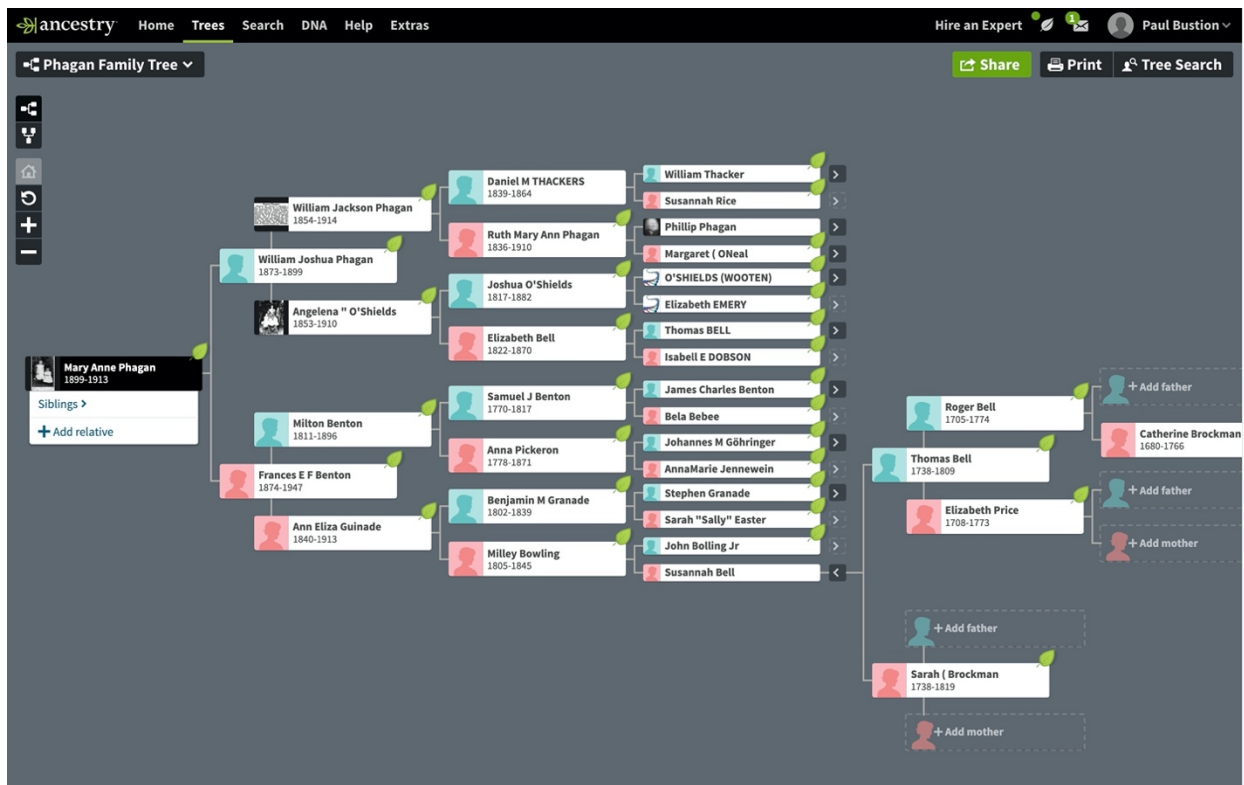 ancestry Home Trees Search DNA Help Extras Hire an Expert 1 Paul Bustion
Phagan Family Tree Share Print Tree Search
Mary Anne Phagan
1899-1913
Siblings >
+ Add relative
William Joshua Phagan
1873-1899
Frances E F Benton
1874-1947
William Jackson Phagan
1854-1914
Angelena " O'Shields
1853-1910
Milton Benton
1811-1896
Ann Eliza Guinade
1840-1913
Daniel M THACKERS
1839-1864
Ruth Mary Ann Phagan
1836-1910
Joshua O'Shields
1817-1882
Elizabeth Bell
1822-1870
Samuel J Benton
1770-1817
Anna Pickeron
1778-1871
Benjamin M Granade
1802-1839
Milley Bowling
1805-1845
William Thacker
Susannah Rice
Phillip Phagan
Margaret ( ONeal
O'SHIELDS (WOOTEN)
Elizabeth EMERY
Thomas BELL
Isabell E DOBSON
James Charles Benton
Bela Bebee
Johannes M Göhringer
AnnaMarie Jennewein
Stephen Granade
Sarah "Sally" Easter
John Bolling Jr
Susannah Bell
Thomas Bell
1738-1809
Sarah ( Brockman
1738-1819
+ Add father
+ Add mother
Roger Bell
1705-1774
Elizabeth Price
1708-1773
+ Add father
Catherine Brockman
1680-1766
+ Add father
+ Add mother